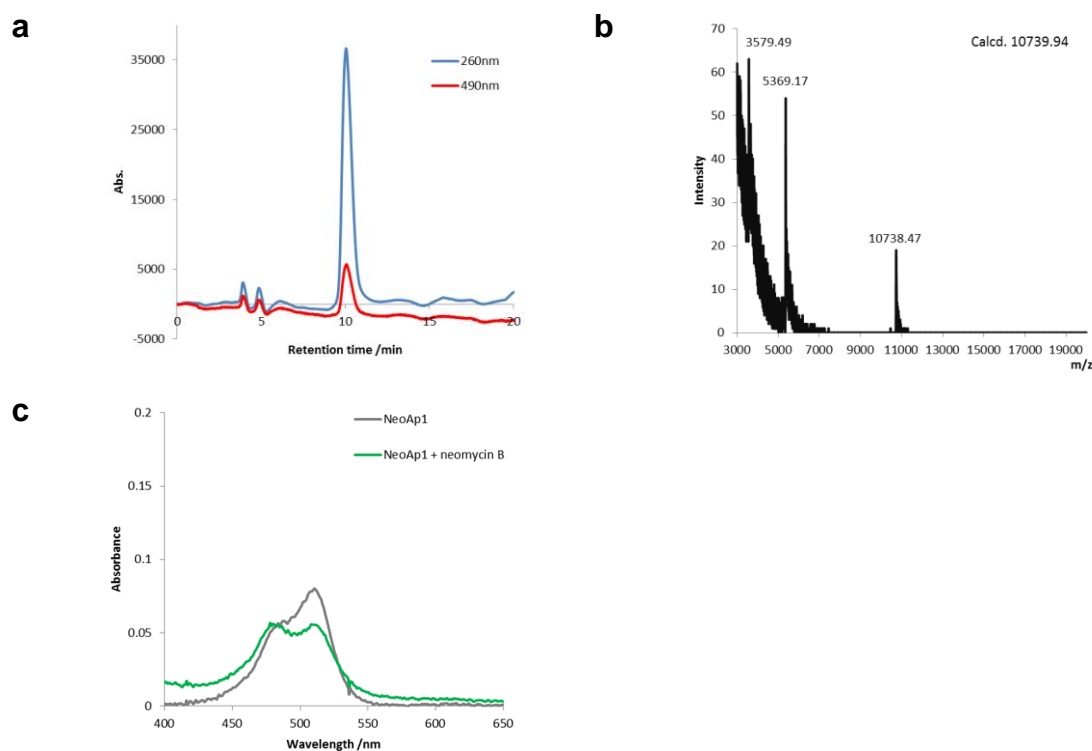 a
35000
25000
15000
5000
-5000
Abs.
260nm
490nm
0
5
10
15
20
Retention time /min
b
70
60
50
40
30
20
10
0
Intensity
3579.49
5369.17
10738.47
Calcd. 10739.94
3000 5000 7000 9000 11000 13000 15000 17000 19000
m/z
c
0.2
0.15
0.1
0.05
0
Absorbance
NeoAp1
NeoAp1 + neomycin B
400 450 500 550 600 650
Wavelength /nm